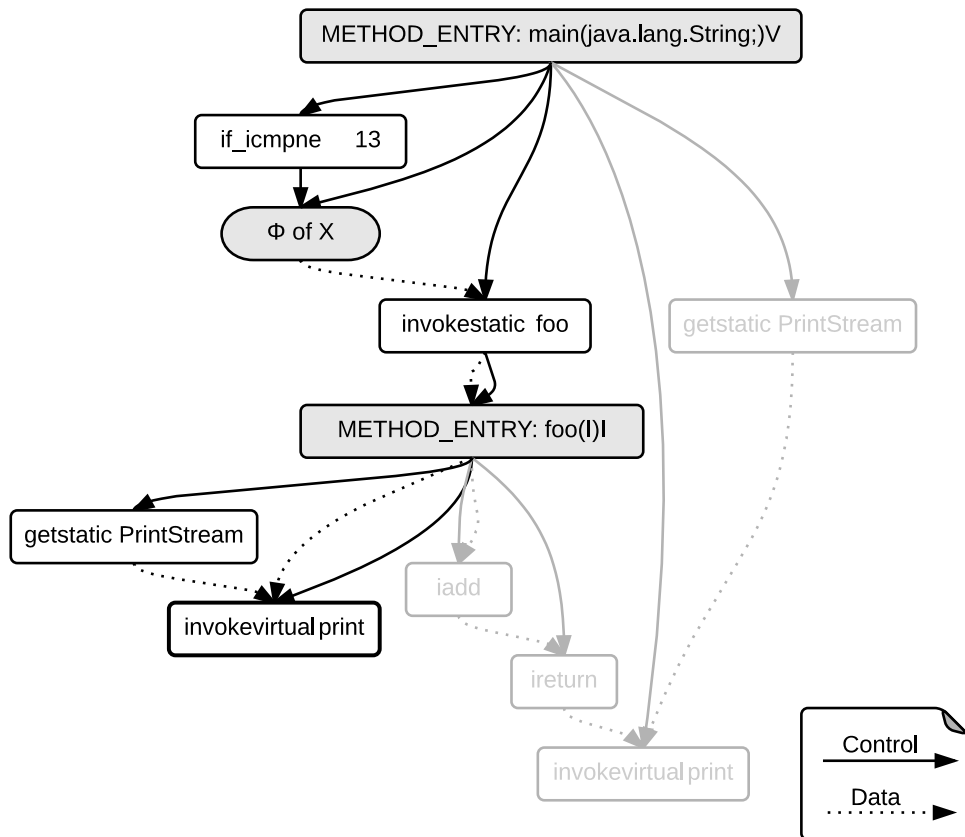 METHOD_ENTRY: main(java.lang.String;)V
if_icmpne 13
Φ of X
invokestatic foo
getstatic PrintStream
METHOD_ENTRY: foo(I)I
getstatic PrintStream
iadd
invokevirtual print
ireturn
invokevirtual print
Control
Data